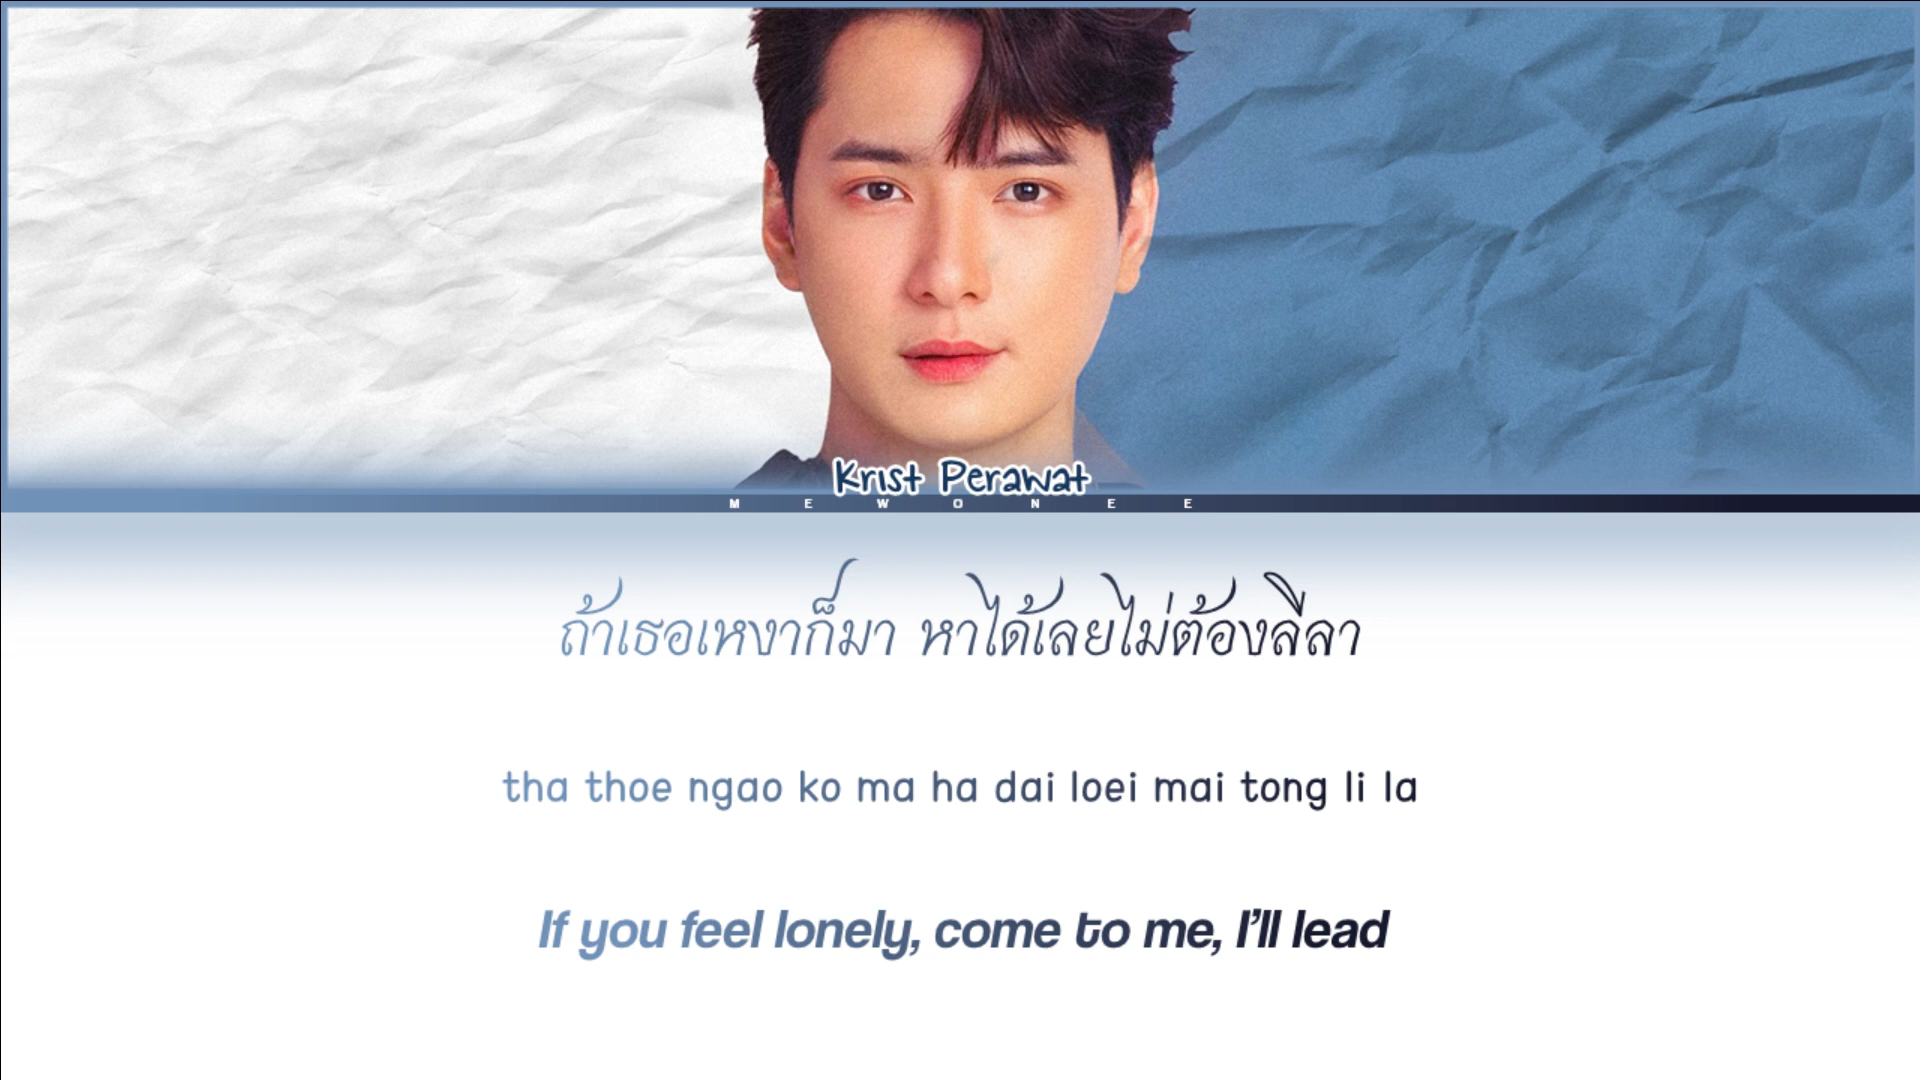 Krist Perawat
MEWONEE
ถ้าเธอเหงาก็มา หาได้เลยไม่ต้องลีลา
tha thoe ngao ko ma ha dai loei mai tong li la
If you feel lonely, come to me, I'll lead